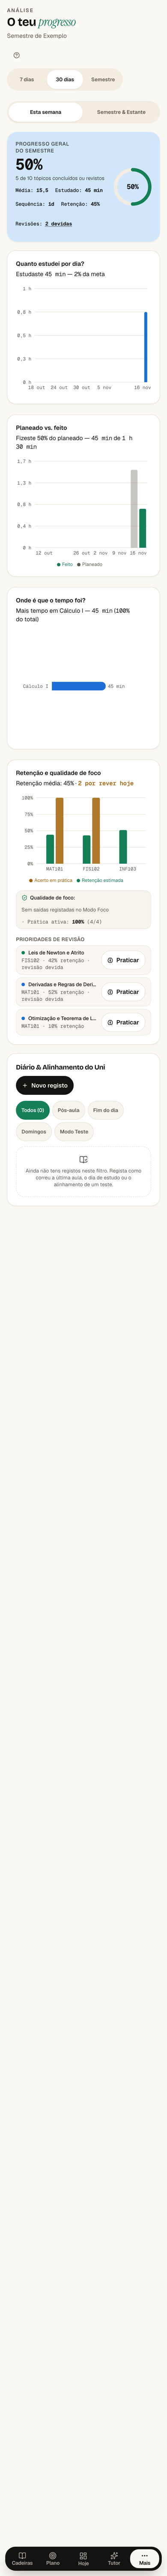 ANÁLISE
O teu progresso
Semestre de Exemplo
7 dias
30 dias
Semestre
Esta semana
Semestre & Estante
PROGRESSO GERAL
DO SEMESTRE
50%
5 de 10 tópicos concluídos ou revistos
Média: 15,5 Estudado: 45 min
Sequência: 1d Retenção: 45%
Revisões: 2 devidas
50%
Quanto estudei por dia?
Estudaste 45 min — 2% da meta
1 h
0,8 h
0,5 h
0,3 h
0 h
18 out 24 out 30 out 5 nov 16 nov
Planeado vs. feito
Fizeste 50% do planeado — 45 min de 1 h
30 min
1,7 h
1,3 h
0,8 h
0,4 h
0 h
12 out 26 out 2 nov 9 nov 16 nov
Feito Planeado
Onde é que o tempo foi?
Mais tempo em Cálculo I — 45 min (100%
do total)
Cálculo I
45 min
Retenção e qualidade de foco
Retenção média: 45% · 2 por rever hoje
100%
75%
50%
25%
0%
MAT101 FIS102 INF103
Acerto em prática Retenção estimada
Qualidade de foco:
Sem saídas registadas no Modo Foco
· Prática ativa: 100% (4/4)
PRIORIDADES DE REVISÃO
Leis de Newton e Atrito
FIS102 · 42% retenção ·
revisão devida
Praticar
Derivadas e Regras de Deri...
MAT101 · 52% retenção ·
revisão devida
Praticar
Otimização e Teorema de L...
MAT101 · 10% retenção
Praticar
Diário & Alinhamento do Uni
+ Novo registo
Todos (0)
Pós-aula
Fim do dia
Domingos
Modo Teste
Ainda não tens registos neste filtro. Regista como
correu a última aula, o dia de estudo ou o
alinhamento de um teste.
Cadeiras
Plano
Hoje
Tutor
Mais